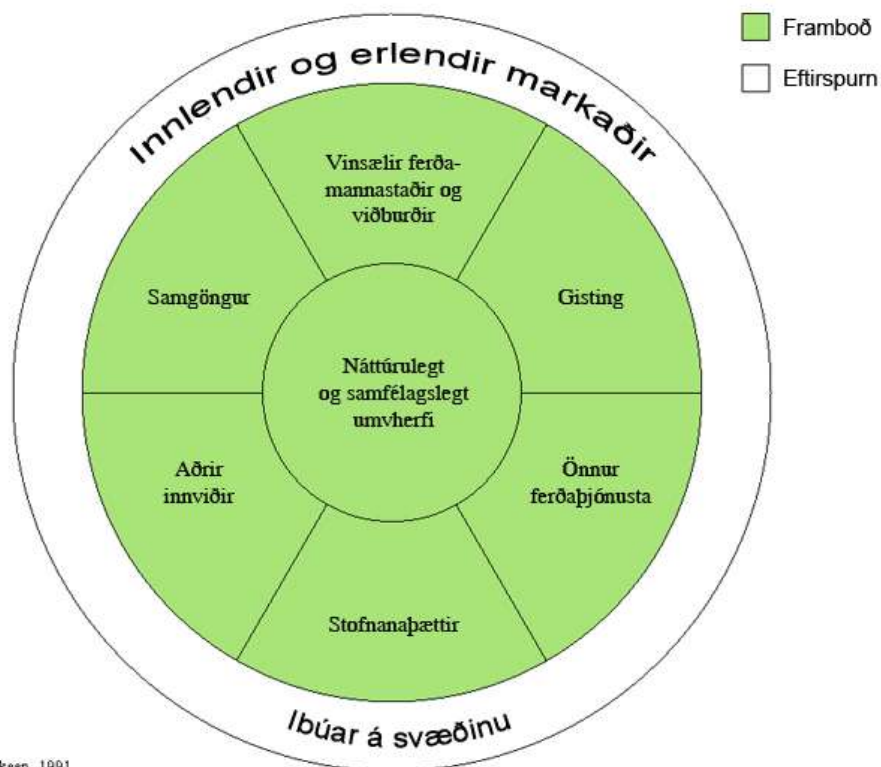 Framboð
Eftirspurn
Innlendir og erlendir markaðir
Vinsælir ferða-
mannastaðir og
viðburðir
Samgöngur
Gisting
Náttúrulegt
og samfélagslegt
umvherfi
Aðrir
innviðir
Önnur
ferðaþjónusta
Stofnanaþættir
Ibúar á svæðinu
1991